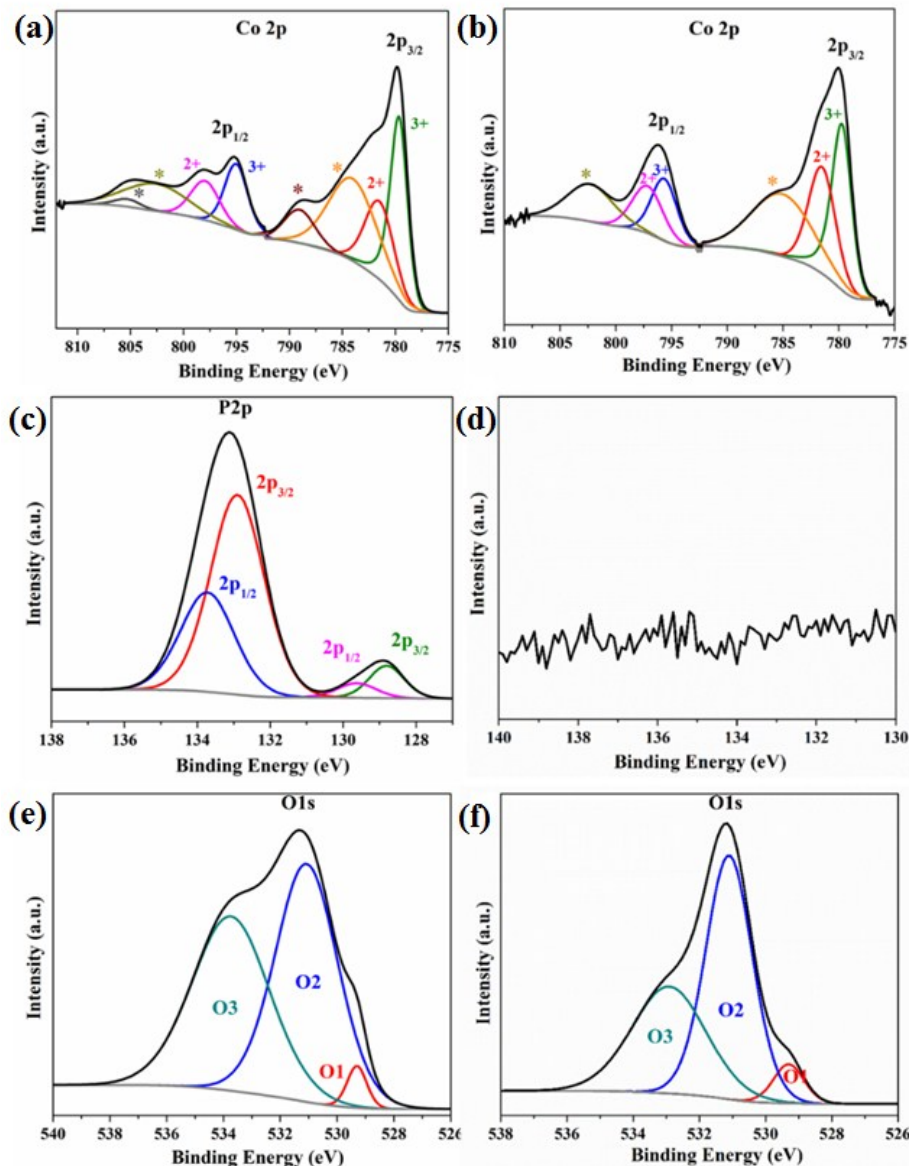 (a)
Co 2p
2p3/2
3+
2p1/2
2+
3+
2+
*
*
*
*
Intensity (a.u.)
810 805 800 795 790 785 780 775
Binding Energy (eV)
(b)
Co 2p
2p3/2
3+
2p1/2
2+
2+
3+
*
*
Intensity (a.u.)
810 805 800 795 790 785 780 775
Binding Energy (eV)
(c)
P2p
2p3/2
2p1/2
2p1/2
2p3/2
Intensity (a.u.)
138 136 134 132 130 128
Binding Energy (eV)
(d)
Intensity (a.u.)
140 138 136 134 132 130
Binding Energy (eV)
(e)
O1s
O3
O2
O1
Intensity (a.u.)
540 538 536 534 532 530 528 526
Binding Energy (eV)
(f)
O1s
O3
O2
O1
Intensity (a.u.)
538 536 534 532 530 528 526
Binding Energy (eV)